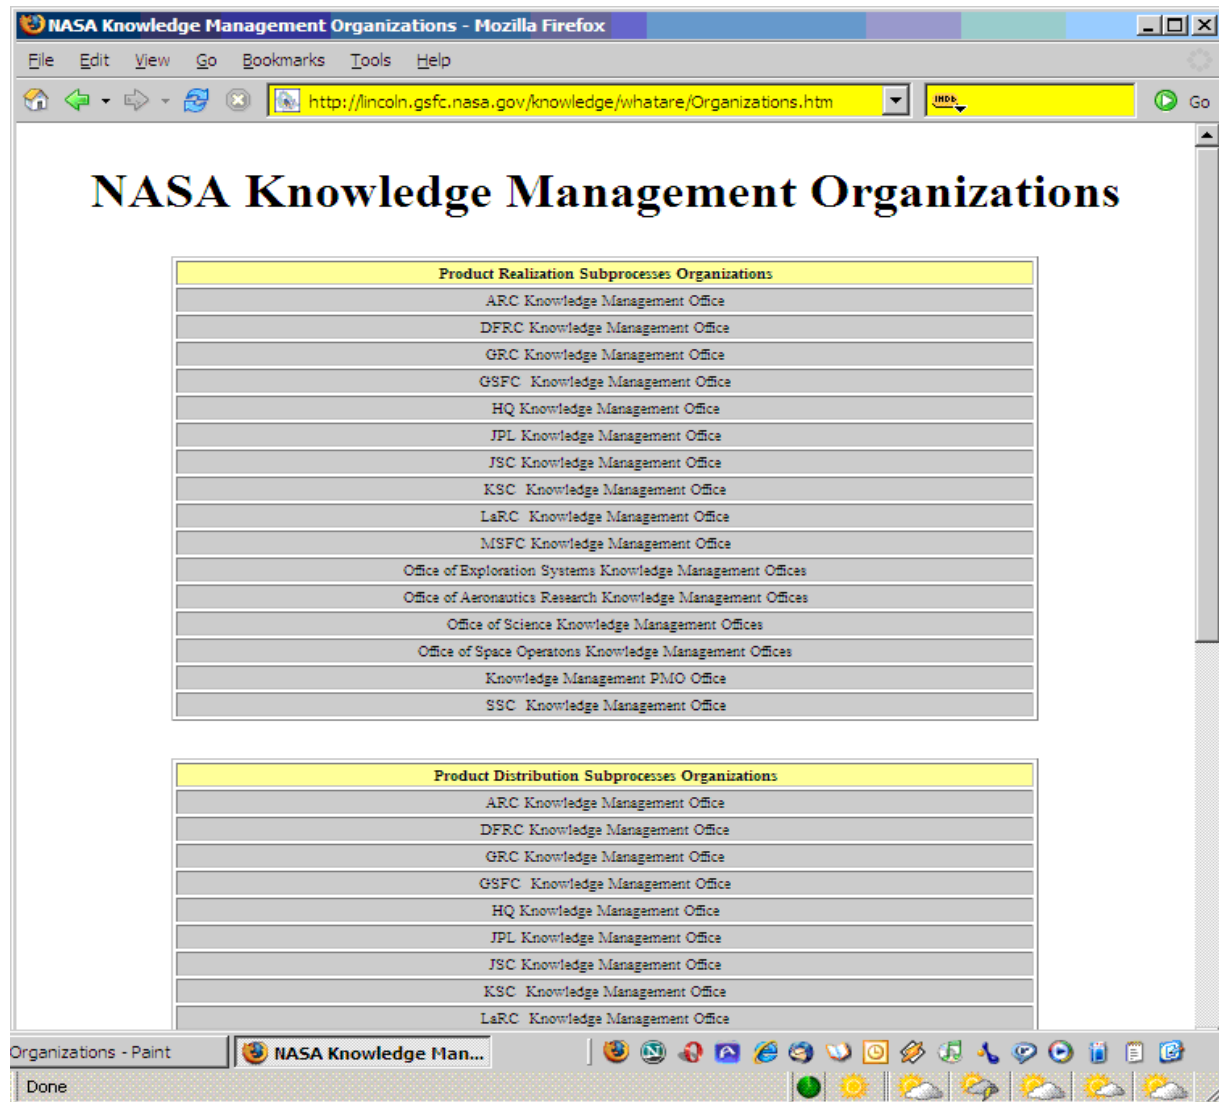 NASA Knowledge Management Organizations - Mozilla Firefox
File Edit View Go Bookmarks Tools Help
http://lincoln.gsfc.nasa.gov/knowledge/whatare/Organizations.htm IMDb Go
NASA Knowledge Management Organizations
Product Realization Subprocesses Organizations
ARC Knowledge Management Office
DFRC Knowledge Management Office
GRC Knowledge Management Office
GSFC Knowledge Management Office
HQ Knowledge Management Office
JPL Knowledge Management Office
JSC Knowledge Management Office
KSC Knowledge Management Office
LaRC Knowledge Management Office
MSFC Knowledge Management Office
Office of Exploration Systems Knowledge Management Offices
Office of Aeronautics Research Knowledge Management Offices
Office of Science Knowledge Management Offices
Office of Space Operatons Knowledge Management Offices
Knowledge Management PMO Office
SSC Knowledge Management Office
Product Distribution Subprocesses Organizations
ARC Knowledge Management Office
DFRC Knowledge Management Office
GRC Knowledge Management Office
GSFC Knowledge Management Office
HQ Knowledge Management Office
JPL Knowledge Management Office
JSC Knowledge Management Office
KSC Knowledge Management Office
LaRC Knowledge Management Office
Organizations - Paint NASA Knowledge Man...
Done